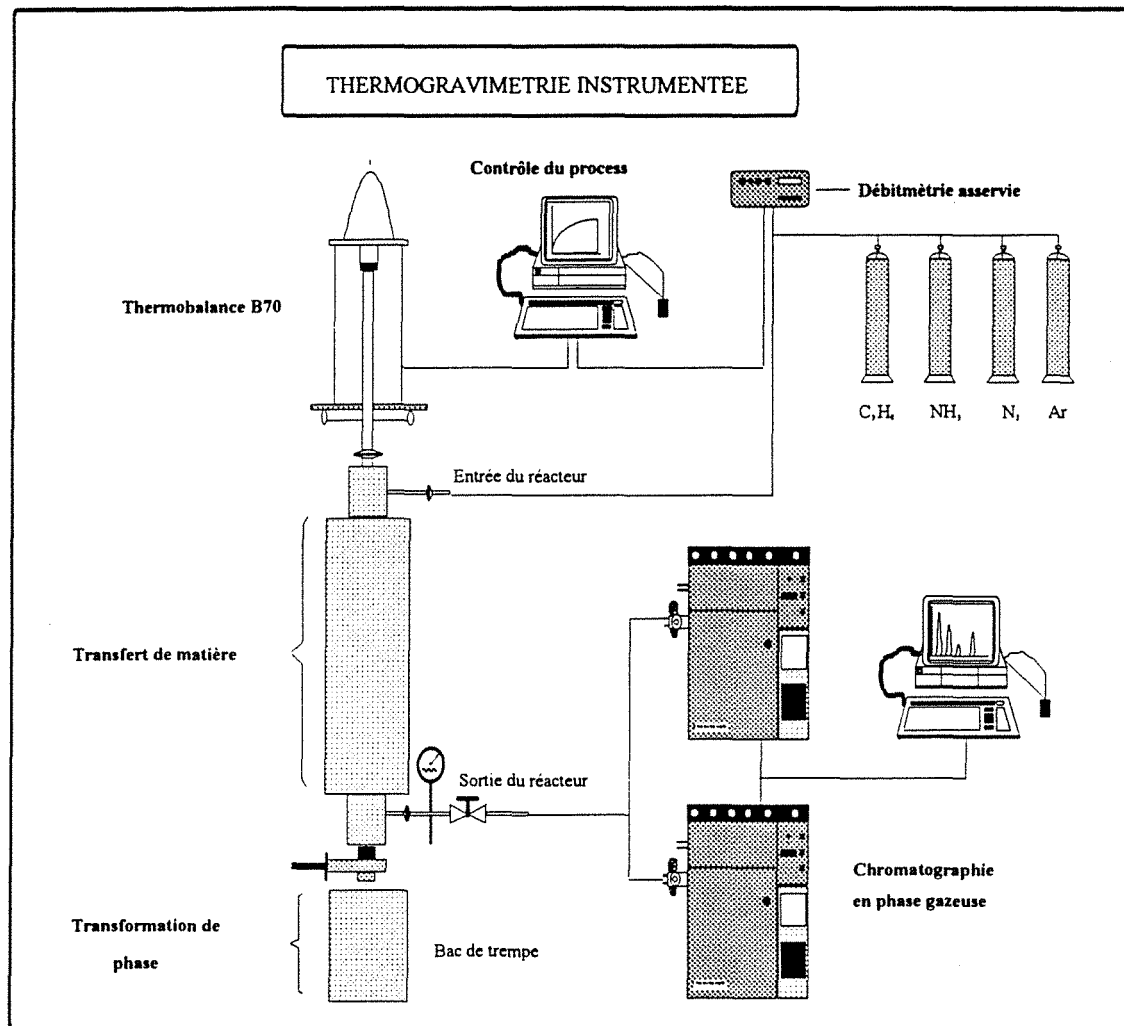 THERMOGRAVIMETRIE INSTRUMENTEE
Contrôle du process
Débitmètrie asservie
Thermobalance B70
NH₃
N₂
Ar
Entrée du réacteur
Transfert de matière
Sortie du réacteur
Chromatographie
en phase gazeuse
Transformation de
phase
Bac de trempe